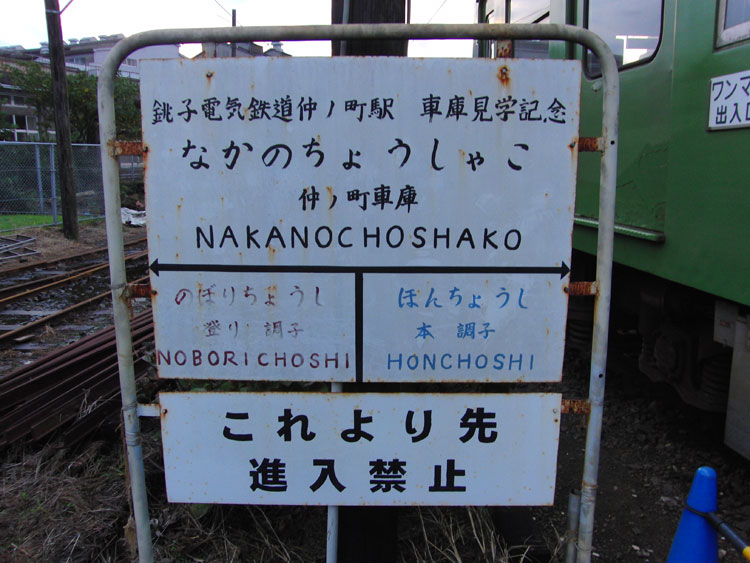 銚子電気鉄道仲ノ町駅 車庫見学記念
なかのちょうしゃこ
仲ノ町車庫
NAKANOCHOSHAKO
のぼりちょうし
登り 調子
NOBORICHOSHI
ほんちょうし
本 調子
HONCHOSHI
これより先
進入禁止
ワンマ
出入口